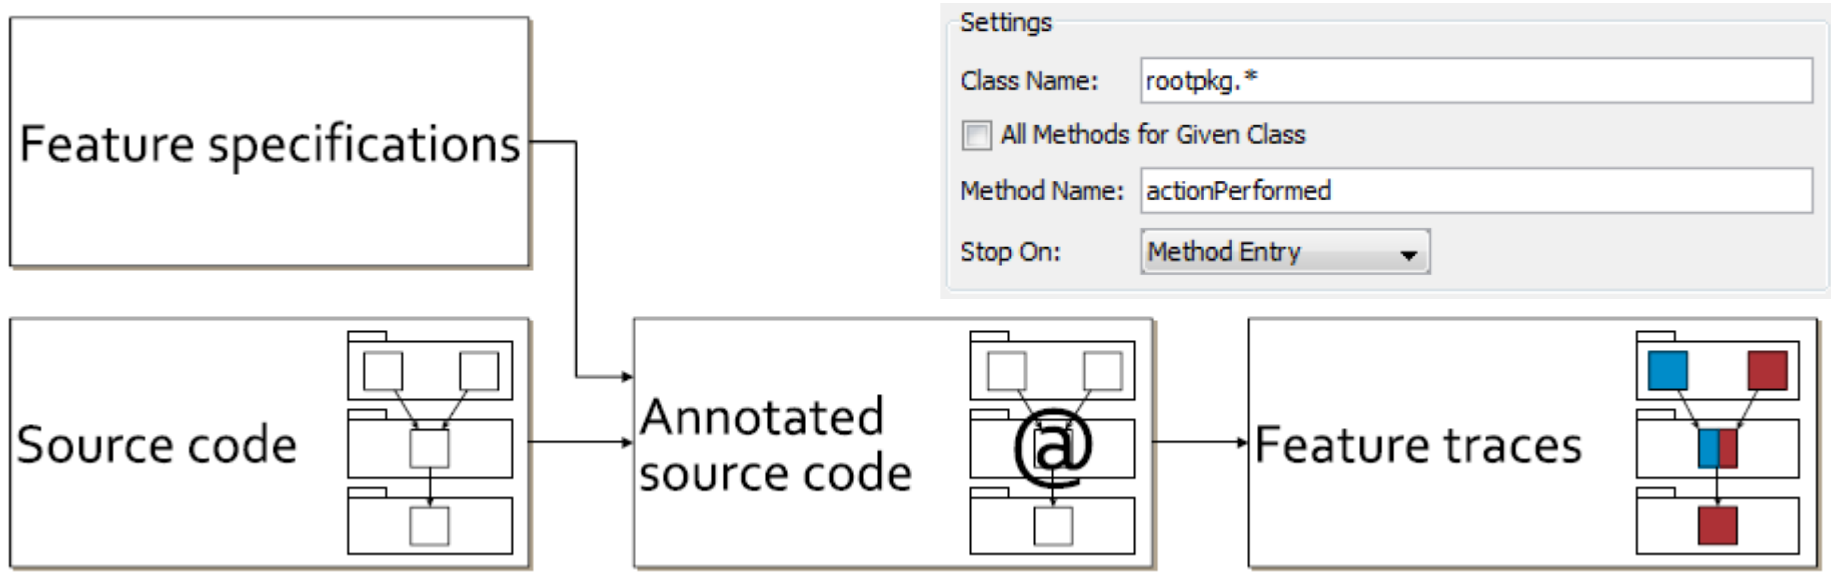 Feature specifications
Settings
Class Name: rootpkg.*
All Methods for Given Class
Method Name: actionPerformed
Stop On: Method Entry
Source code
Annotated
source code
@
Feature traces